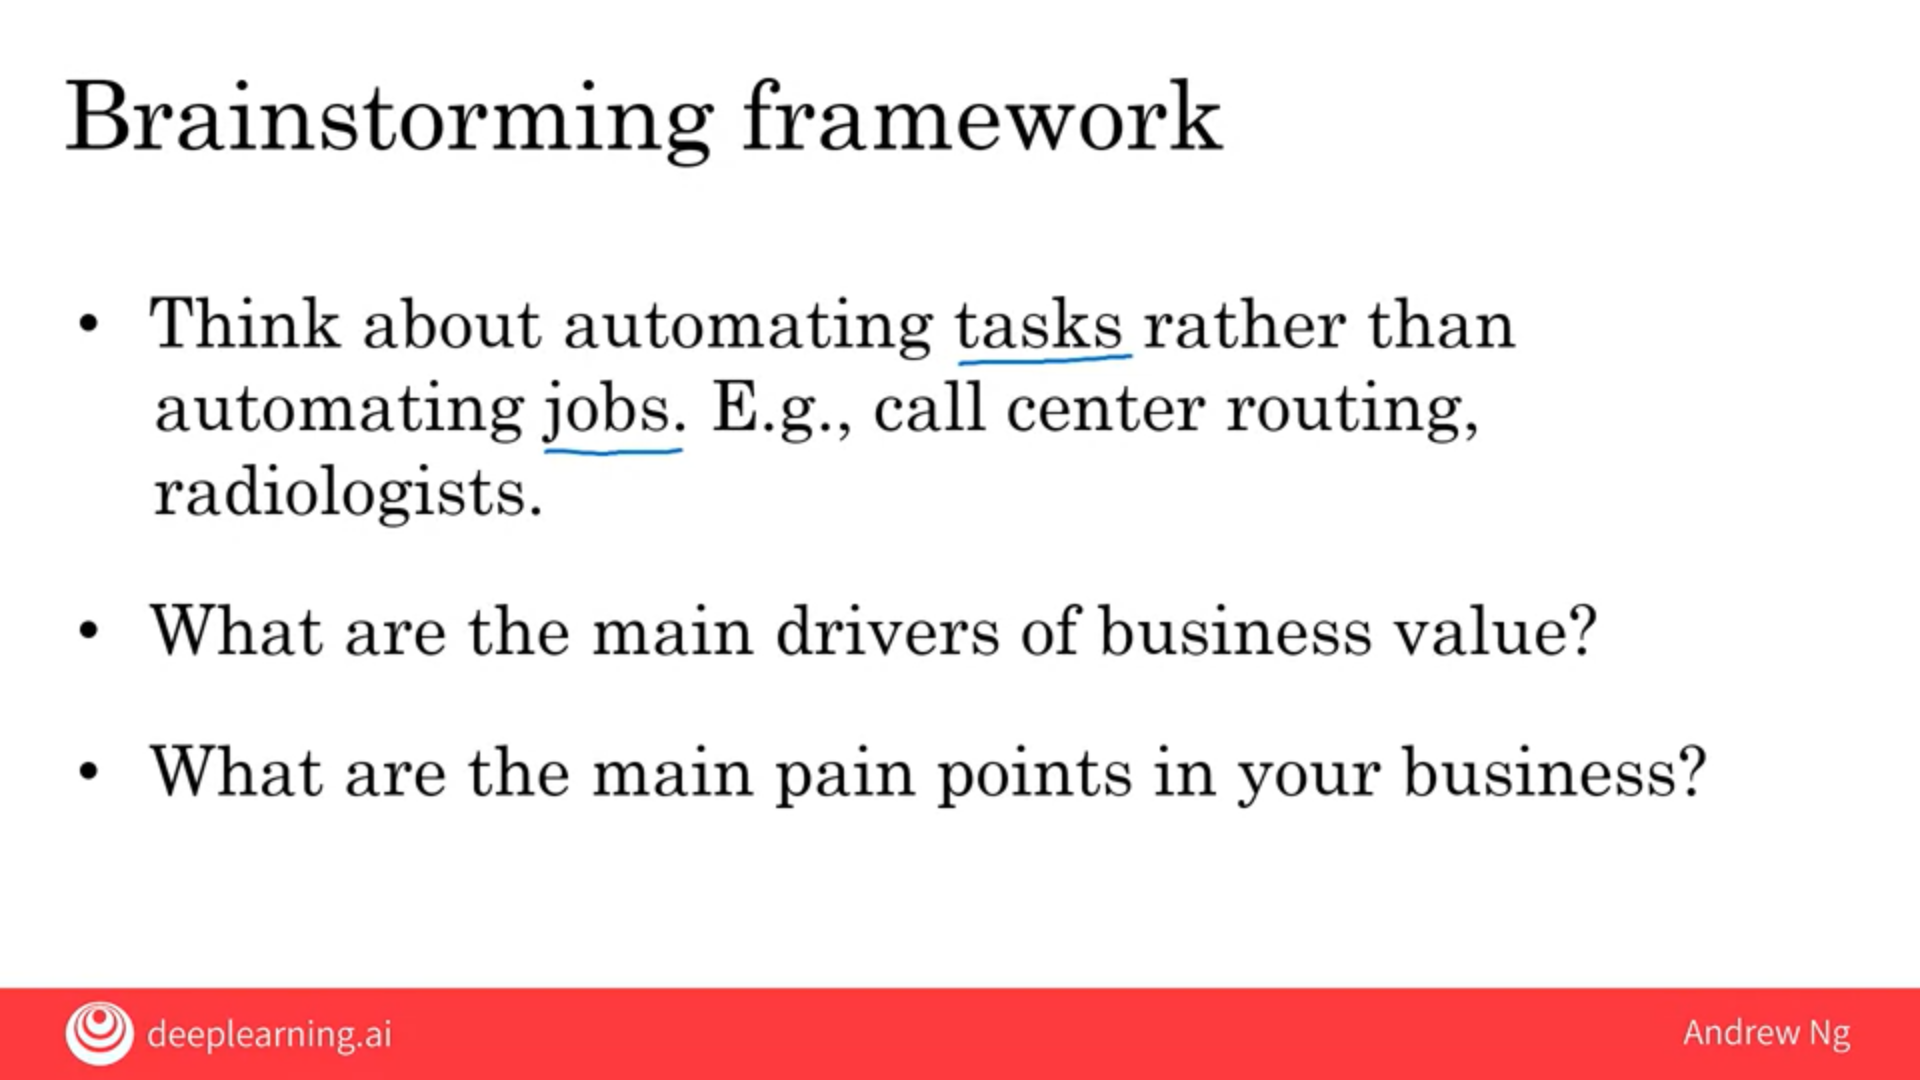 Brainstorming framework
• Think about automating tasks rather than
automating jobs. E.g., call center routing,
radiologists.
• What are the main drivers of business value?
• What are the main pain points in your business?
deeplearning.ai
Andrew Ng